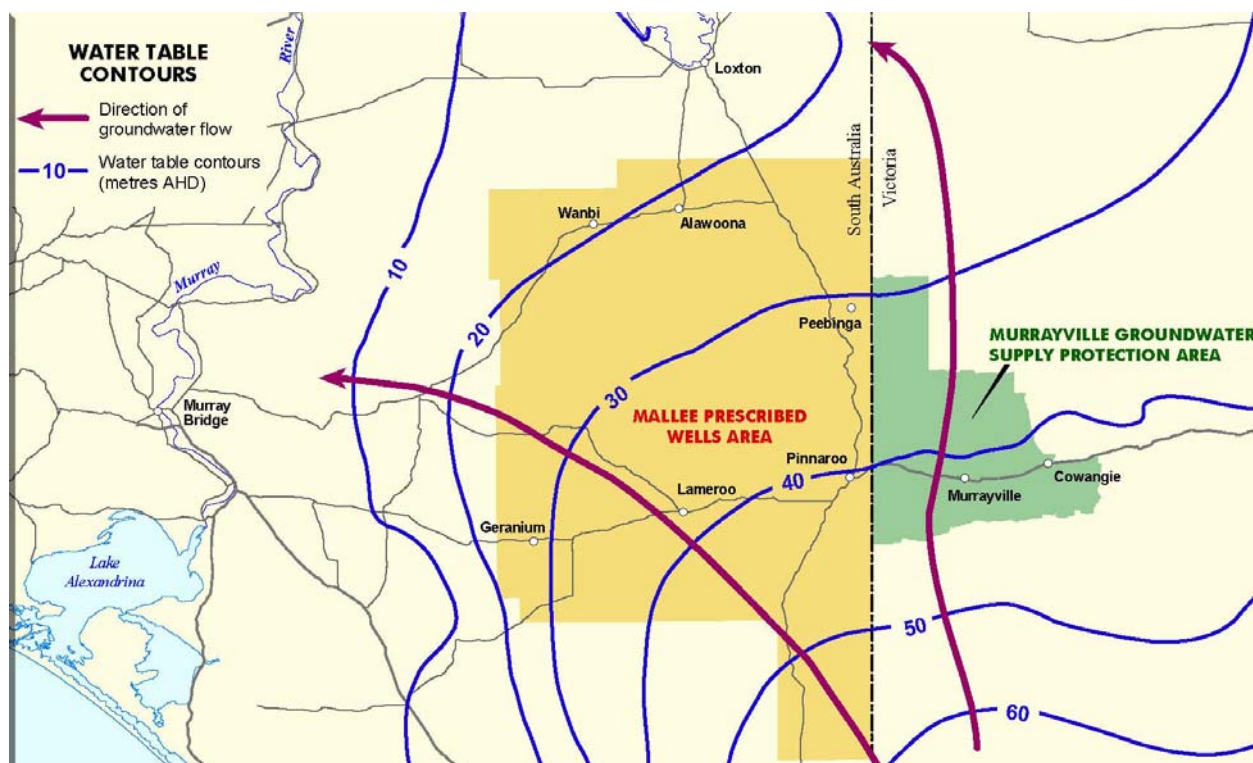 WATER TABLE
CONTOURS
Direction of
groundwater flow
10
Water table contours
(metres AHD)
River
Murray
Loxton
South Australia
Victoria
Wanbi
Alawoona
10
20
30
Peebinga
MURRAYVILLE GROUNDWATER
SUPPLY PROTECTION AREA
Murray
Bridge
MALLEE PRESCRIBED
WELLS AREA
Pinnaroo
40
Murrayville
Cowangie
Lameroo
Geranium
Lake
Alexandrina
50
60